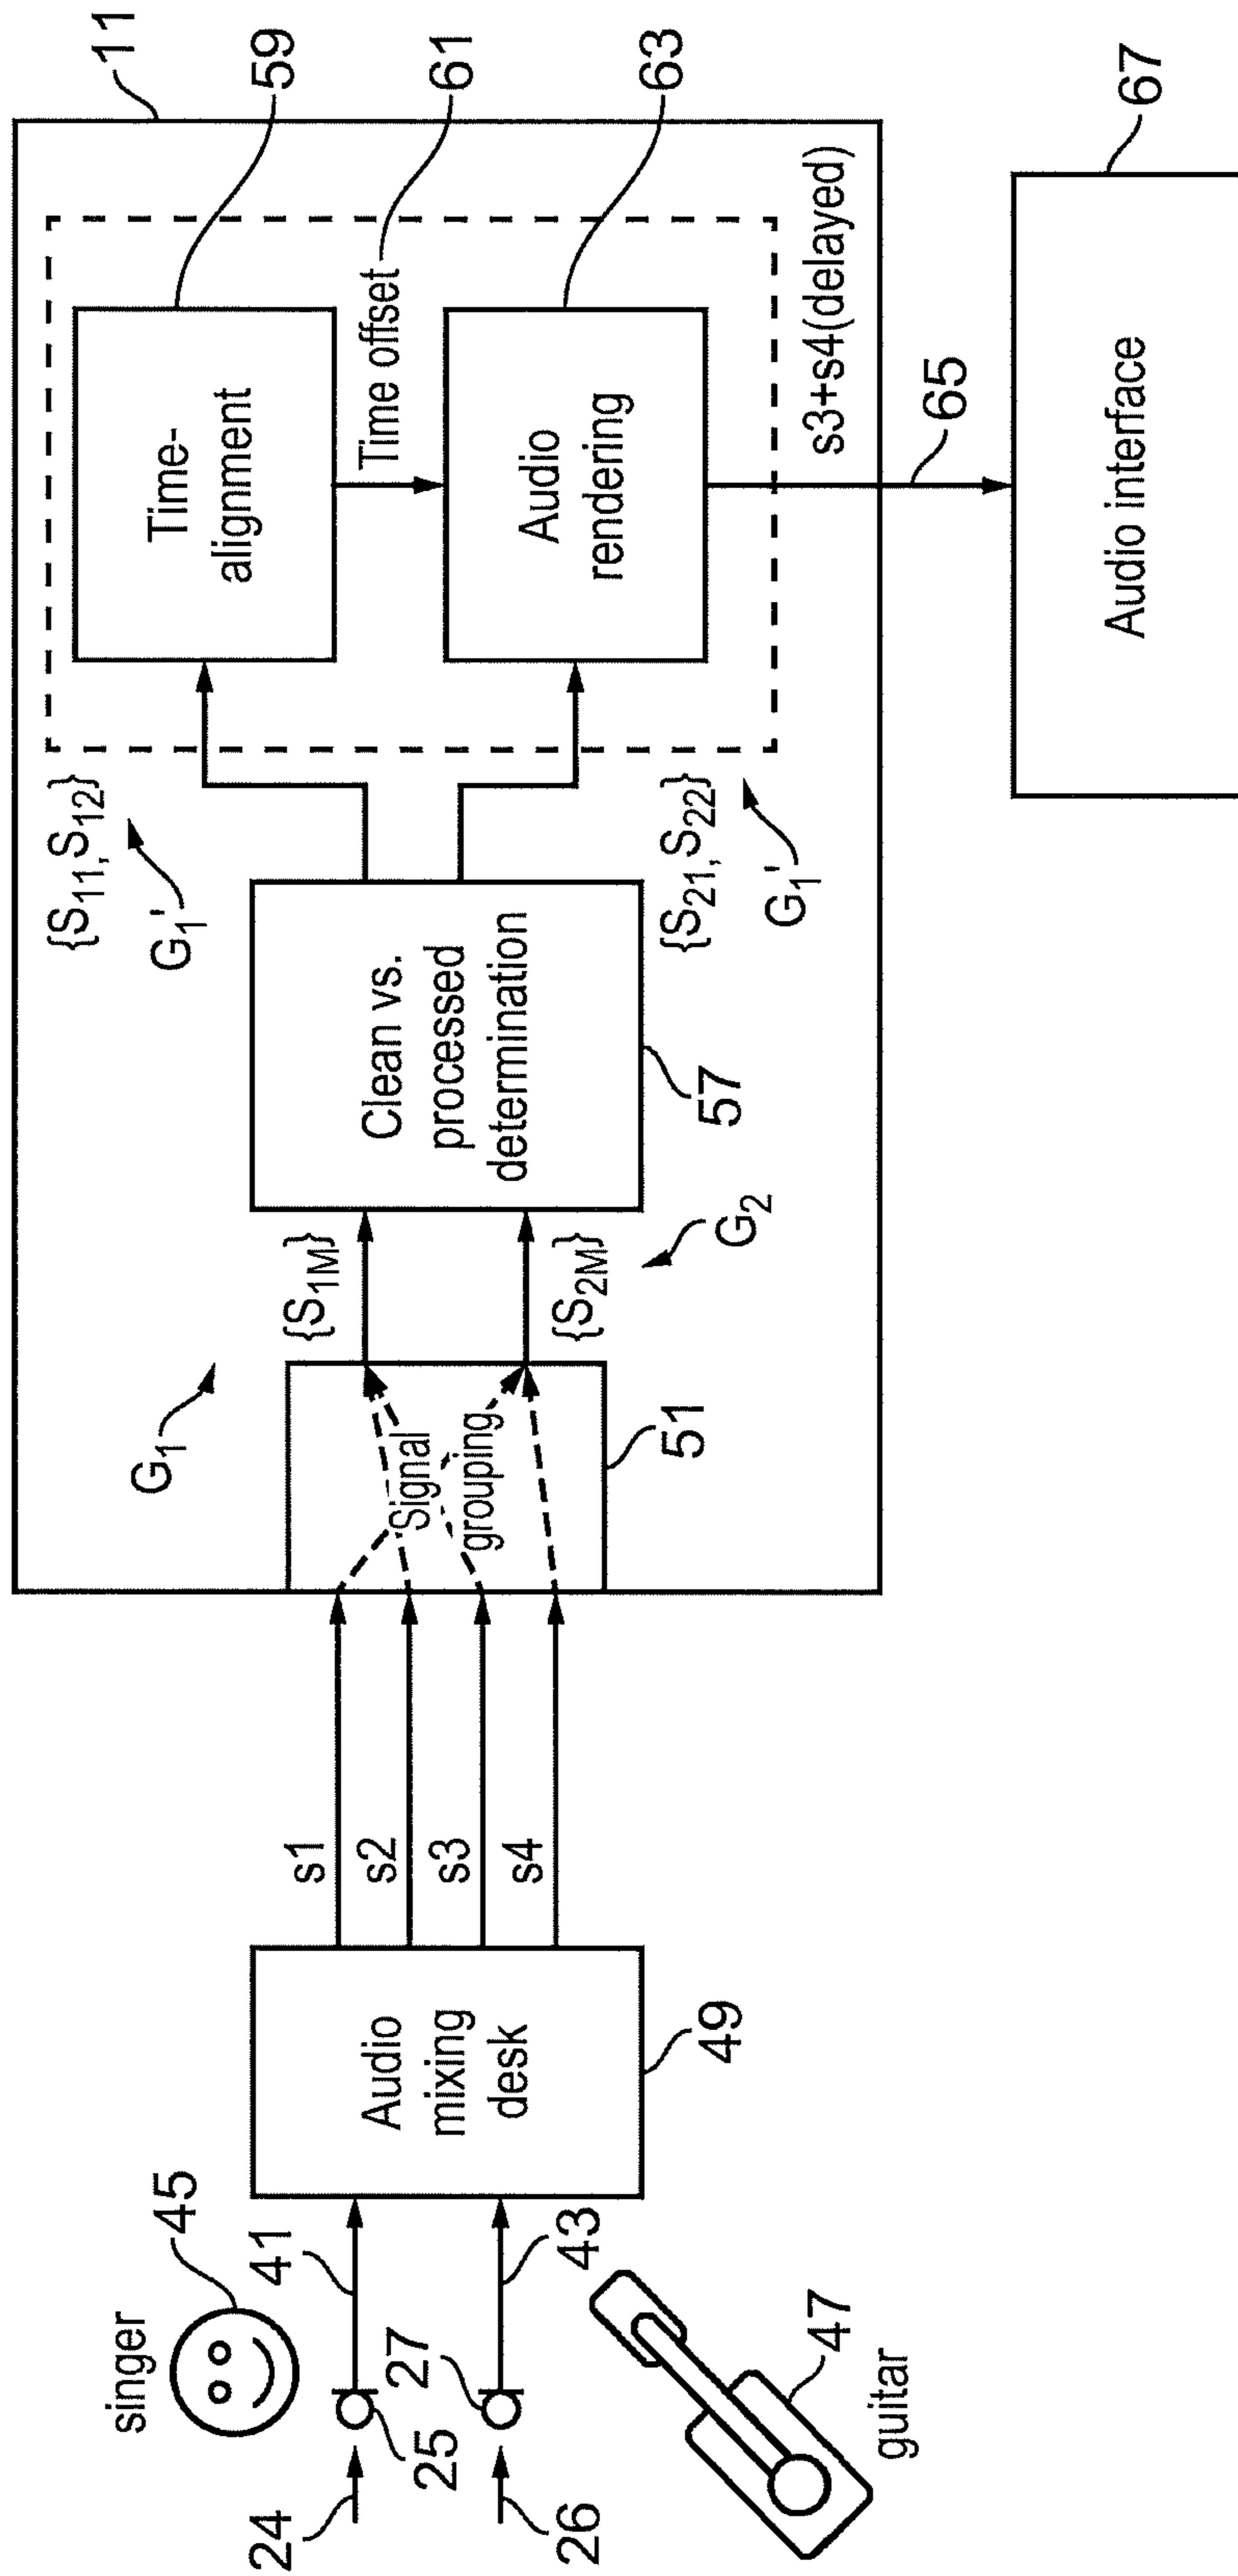 singer
45
24
41
25
27
26
43
47
guitar
Audio
mixing
desk
49
s1
s2
s3
s4
Signal
grouping
51
G1
{S1M}
{S2M}
G2
Clean vs.
processed
determination
57
{S11, S12}
G1'
{S21, S22}
G1'
Time-
alignment
59
Time offset
61
Audio
rendering
63
11
s3+s4(delayed)
65
Audio interface
67